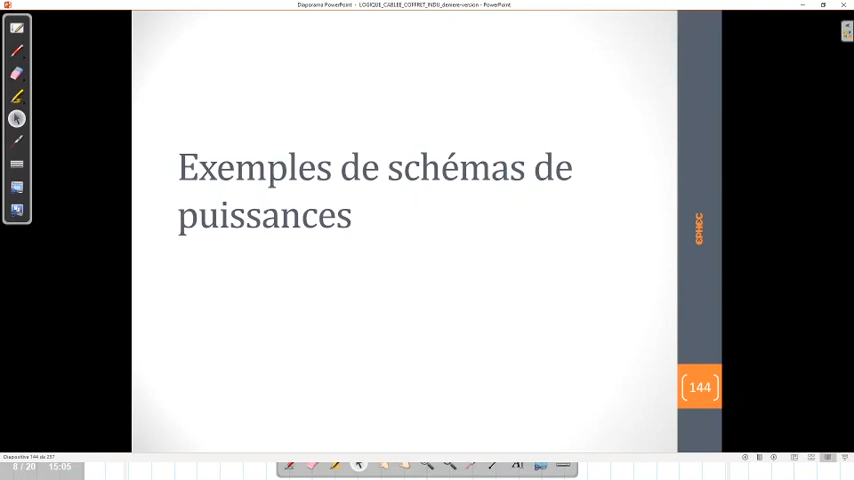 Diaporama PowerPoint - LOGIQUE_CABLEE_COFFRET_INDU_derniere-version - PowerPoint
Exemples de schémas de
puissances
EPHEC
144
Diapositive 144 de 257
8 / 20 15:05